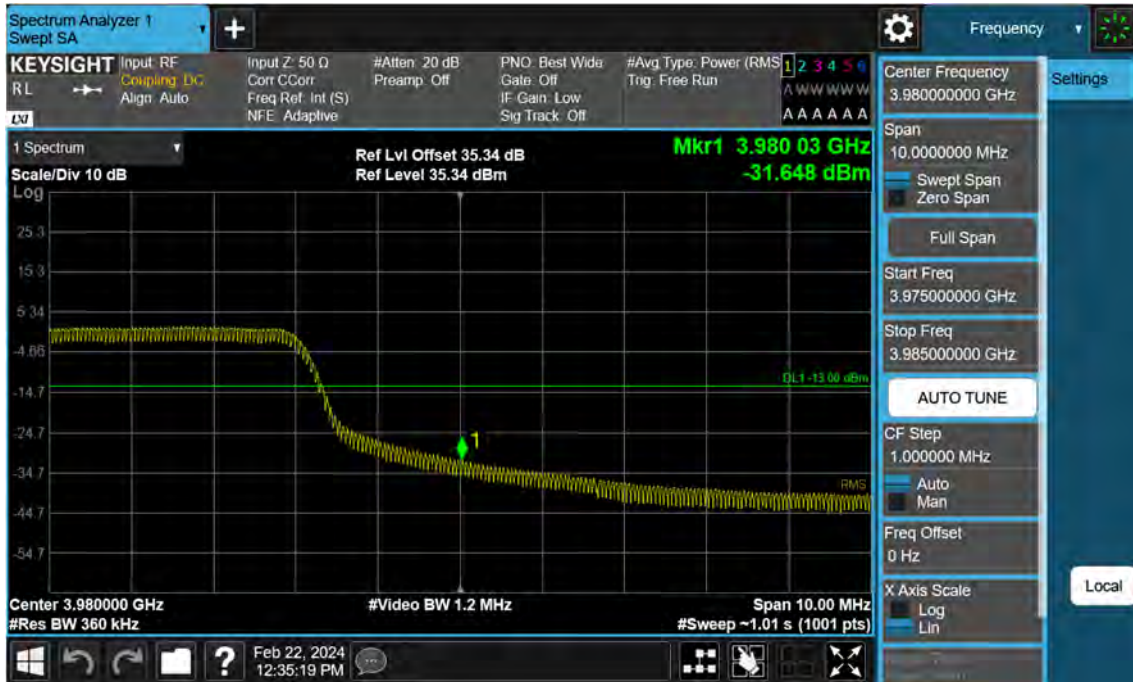 Spectrum Analyzer 1
Swept SA
Frequency
KEYSIGHT
RL
LXI
Input: RF
Coupling: DC
Align: Auto
Input Z: 50 Ω
Corr CCorr
Freq Ref: Int (S)
NFE: Adaptive
#Atten: 20 dB
Preamp: Off
PNO: Best Wide
Gate: Off
IF Gain: Low
Sig Track: Off
#Avg Type: Power (RMS
Trig: Free Run
1 2 3 4 5 6
A W W W W W
A A A A A A
1 Spectrum
Scale/Div 10 dB
Ref Lvl Offset 35.34 dB
Ref Level 35.34 dBm
Mkr1 3.980 03 GHz
-31.648 dBm
Log
25.3
15.3
5.34
-4.66
DL1 -13.00 dBm
-14.7
-24.7
1
-34.7
RMS
-44.7
-54.7
Center 3.980000 GHz
#Video BW 1.2 MHz
Span 10.00 MHz
#Res BW 360 kHz
#Sweep ~1.01 s (1001 pts)
?
Feb 22, 2024
12:35:19 PM
Center Frequency
3.980000000 GHz
Settings
Span
10.0000000 MHz
Swept Span
Zero Span
Full Span
Start Freq
3.975000000 GHz
Stop Freq
3.985000000 GHz
AUTO TUNE
CF Step
1.000000 MHz
Auto
Man
Freq Offset
0 Hz
X Axis Scale
Log
Lin
Local